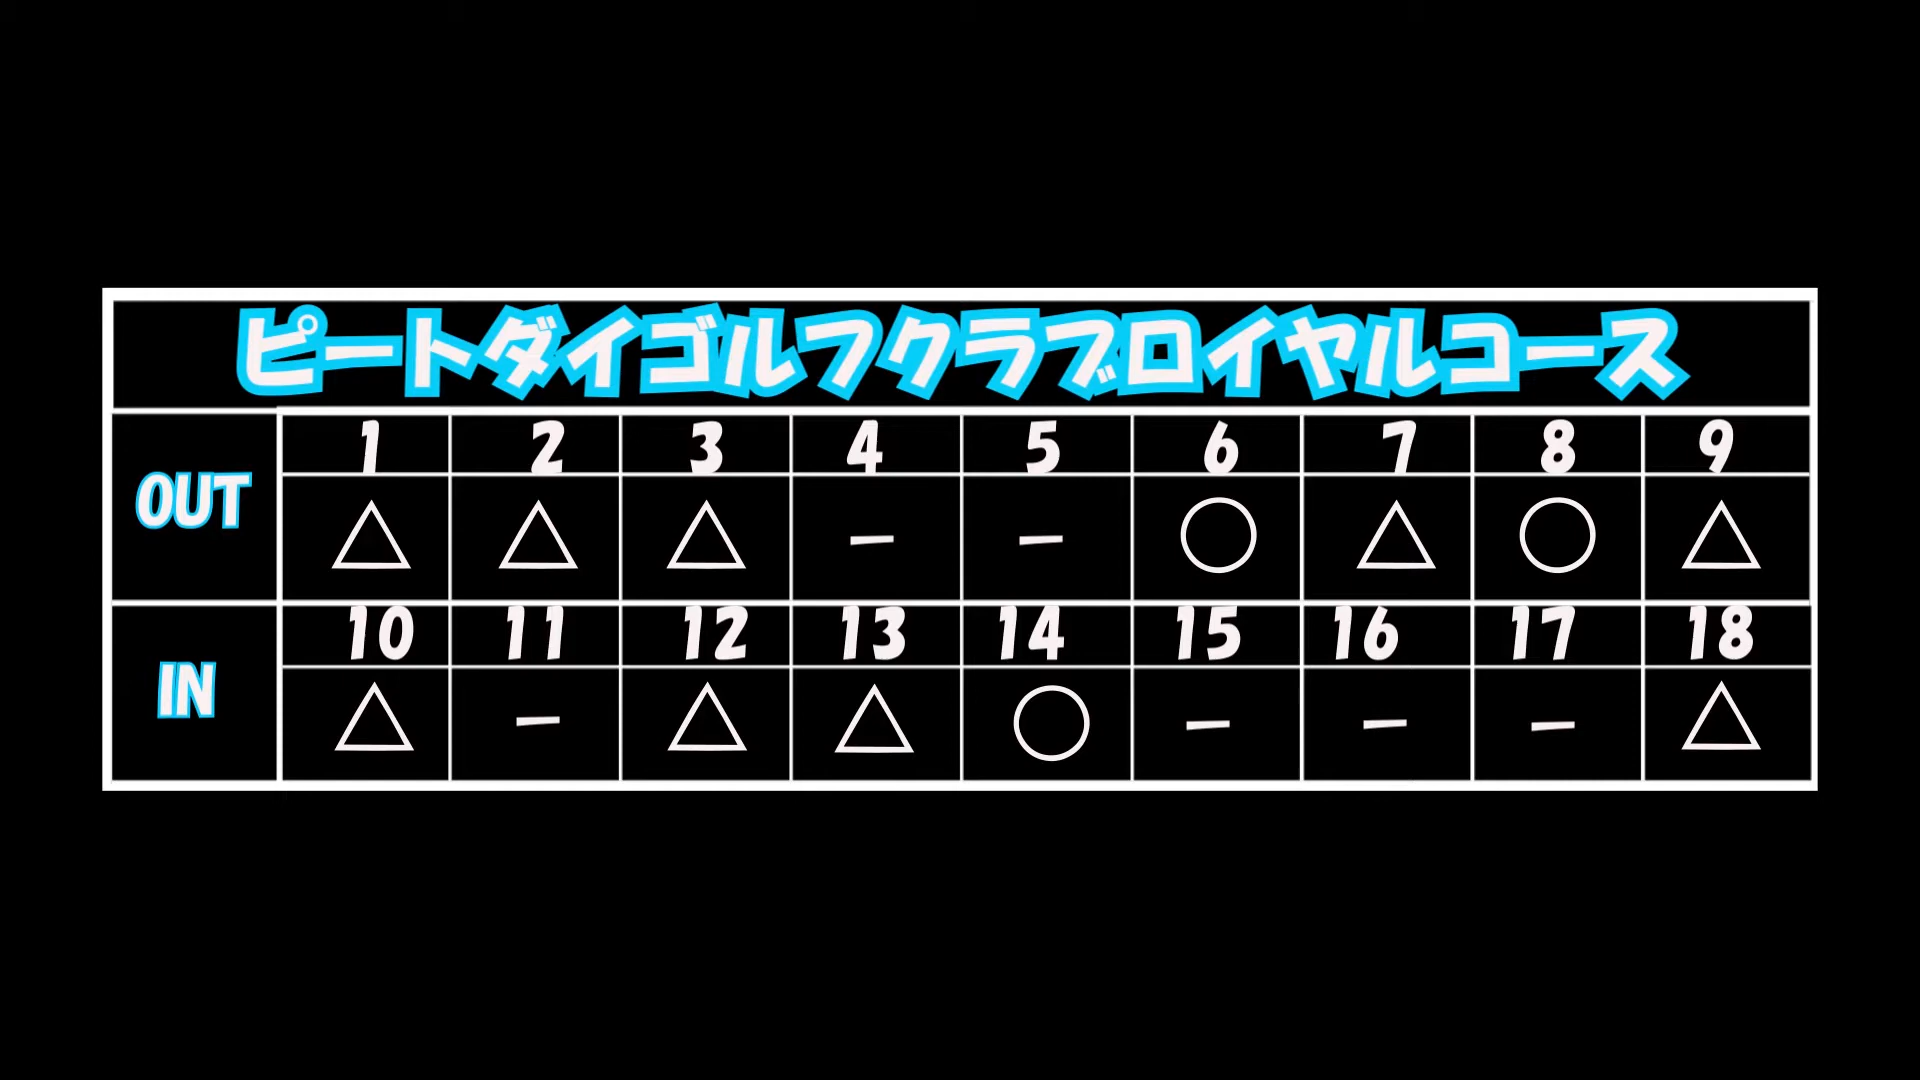 ピートダイゴルフクラブロイヤルコース
OUT 1 2 3 4 5 6 7 8 9
△ △ △ − − ○ △ ○ △
IN 10 11 12 13 14 15 16 17 18
△ − △ △ ○ − − − △